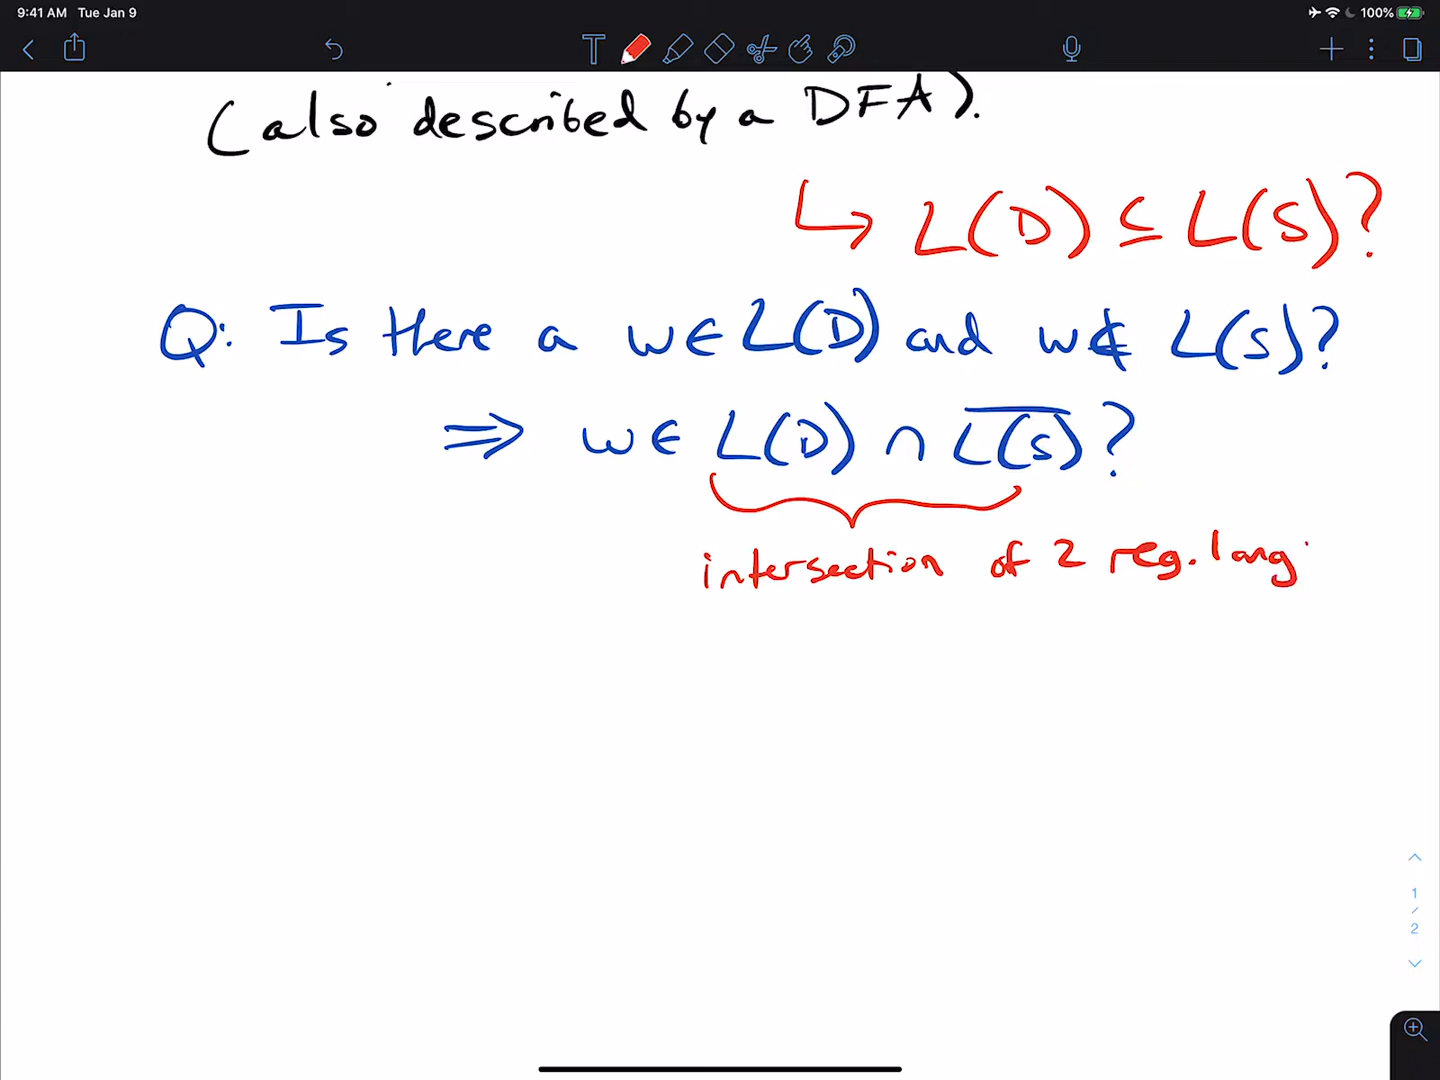 9:41 AM Tue Jan 9
100%
(also described by a DFA).
↳ L(D) ⊆ L(S)?
Q: Is there a w∈L(D) and w∉ L(S)?
⇒ w∈ L(D) ∩ L̅(̅S̅)̅?
intersection of 2 reg. lang.
1
/
2